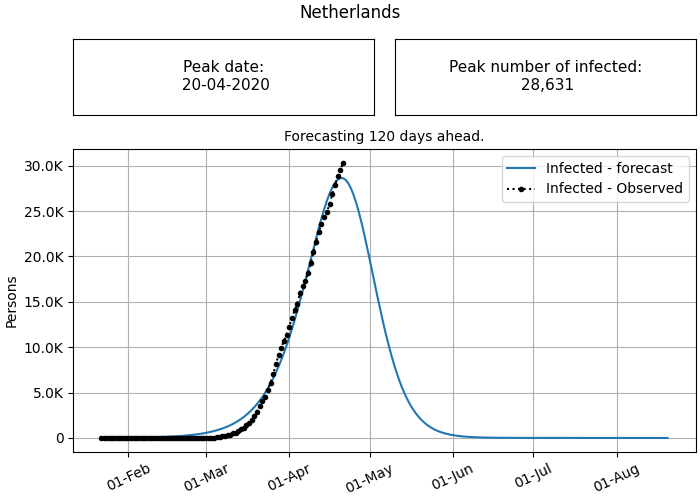 Netherlands
Peak date:
20-04-2020
Peak number of infected:
28,631
Forecasting 120 days ahead.
Infected - forecast
Infected - Observed
30.0K
25.0K
20.0K
15.0K
10.0K
5.0K
0
Persons
01-Feb
01-Mar
01-Apr
01-May
01-Jun
01-Jul
01-Aug